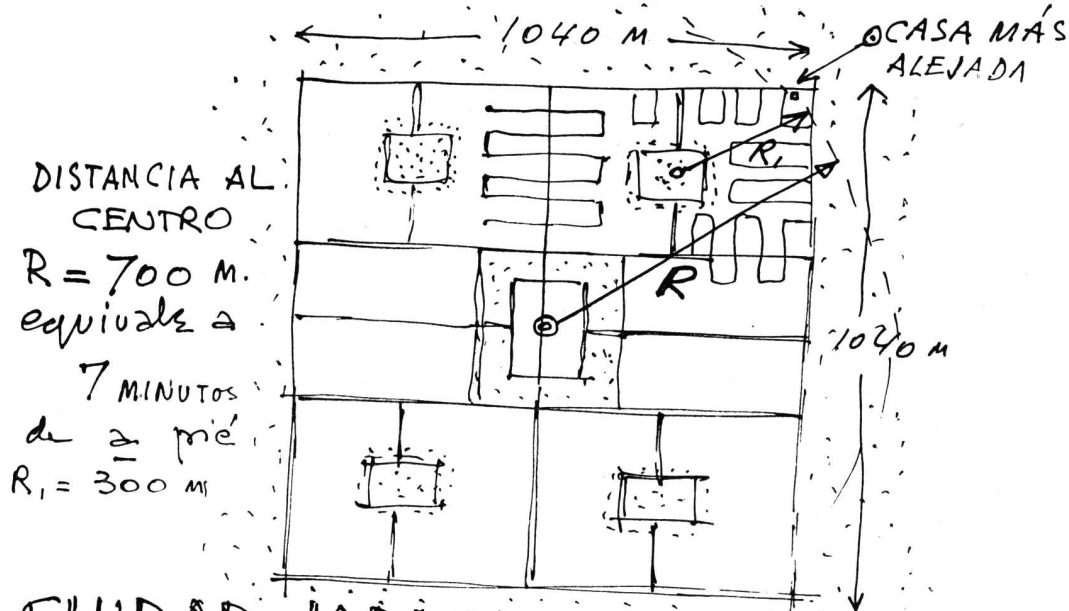 1040 M
CASA MÁS
ALEJADA
DISTANCIA AL
CENTRO
R = 700 M.
equivale a
7 MINUTOS
de a pié
R₁ = 300 M
R₁
R
1040 M